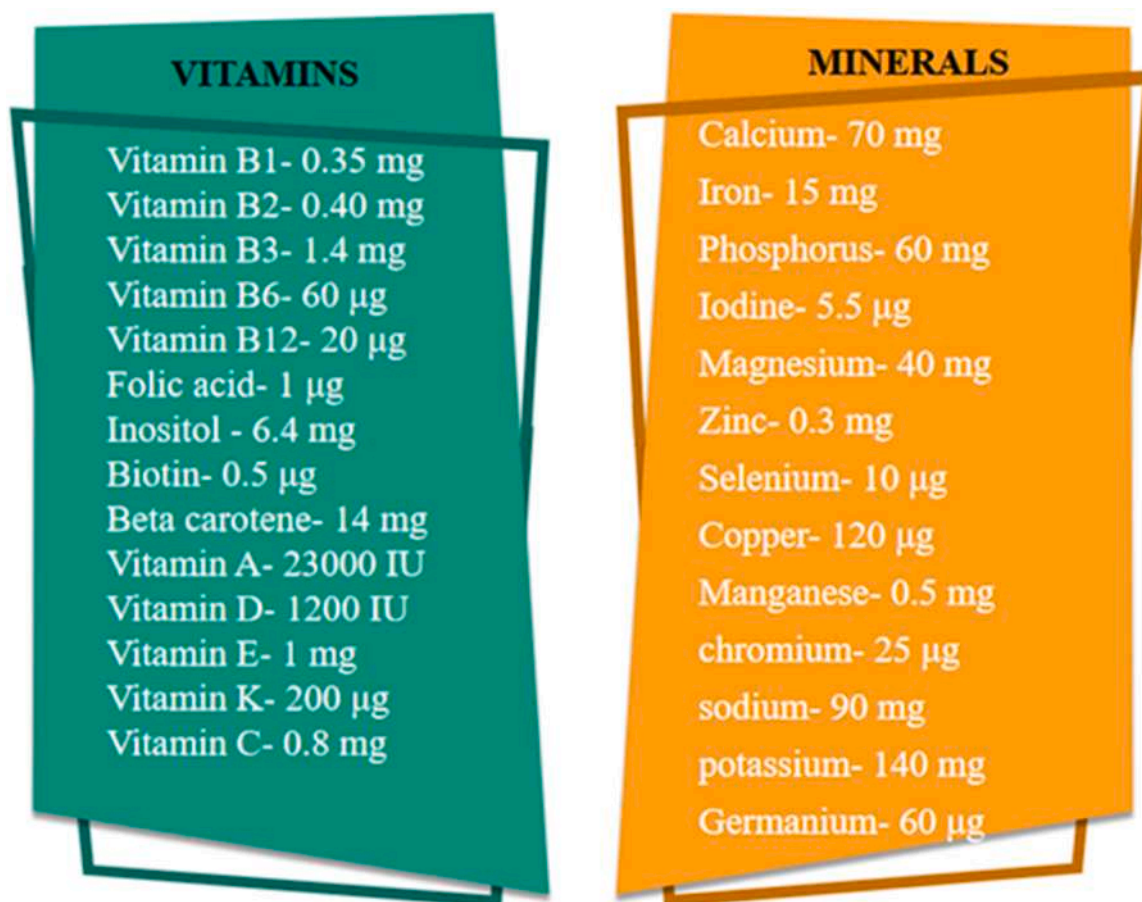 VITAMINS
Vitamin B1- 0.35 mg
Vitamin B2- 0.40 mg
Vitamin B3- 1.4 mg
Vitamin B6- 60 μg
Vitamin B12- 20 μg
Folic acid- 1 μg
Inositol - 6.4 mg
Biotin- 0.5 μg
Beta carotene- 14 mg
Vitamin A- 23000 IU
Vitamin D- 1200 IU
Vitamin E- 1 mg
Vitamin K- 200 μg
Vitamin C- 0.8 mg
MINERALS
Calcium- 70 mg
Iron- 15 mg
Phosphorus- 60 mg
Iodine- 5.5 μg
Magnesium- 40 mg
Zinc- 0.3 mg
Selenium- 10 μg
Copper- 120 μg
Manganese- 0.5 mg
chromium- 25 μg
sodium- 90 mg
potassium- 140 mg
Germanium- 60 μg